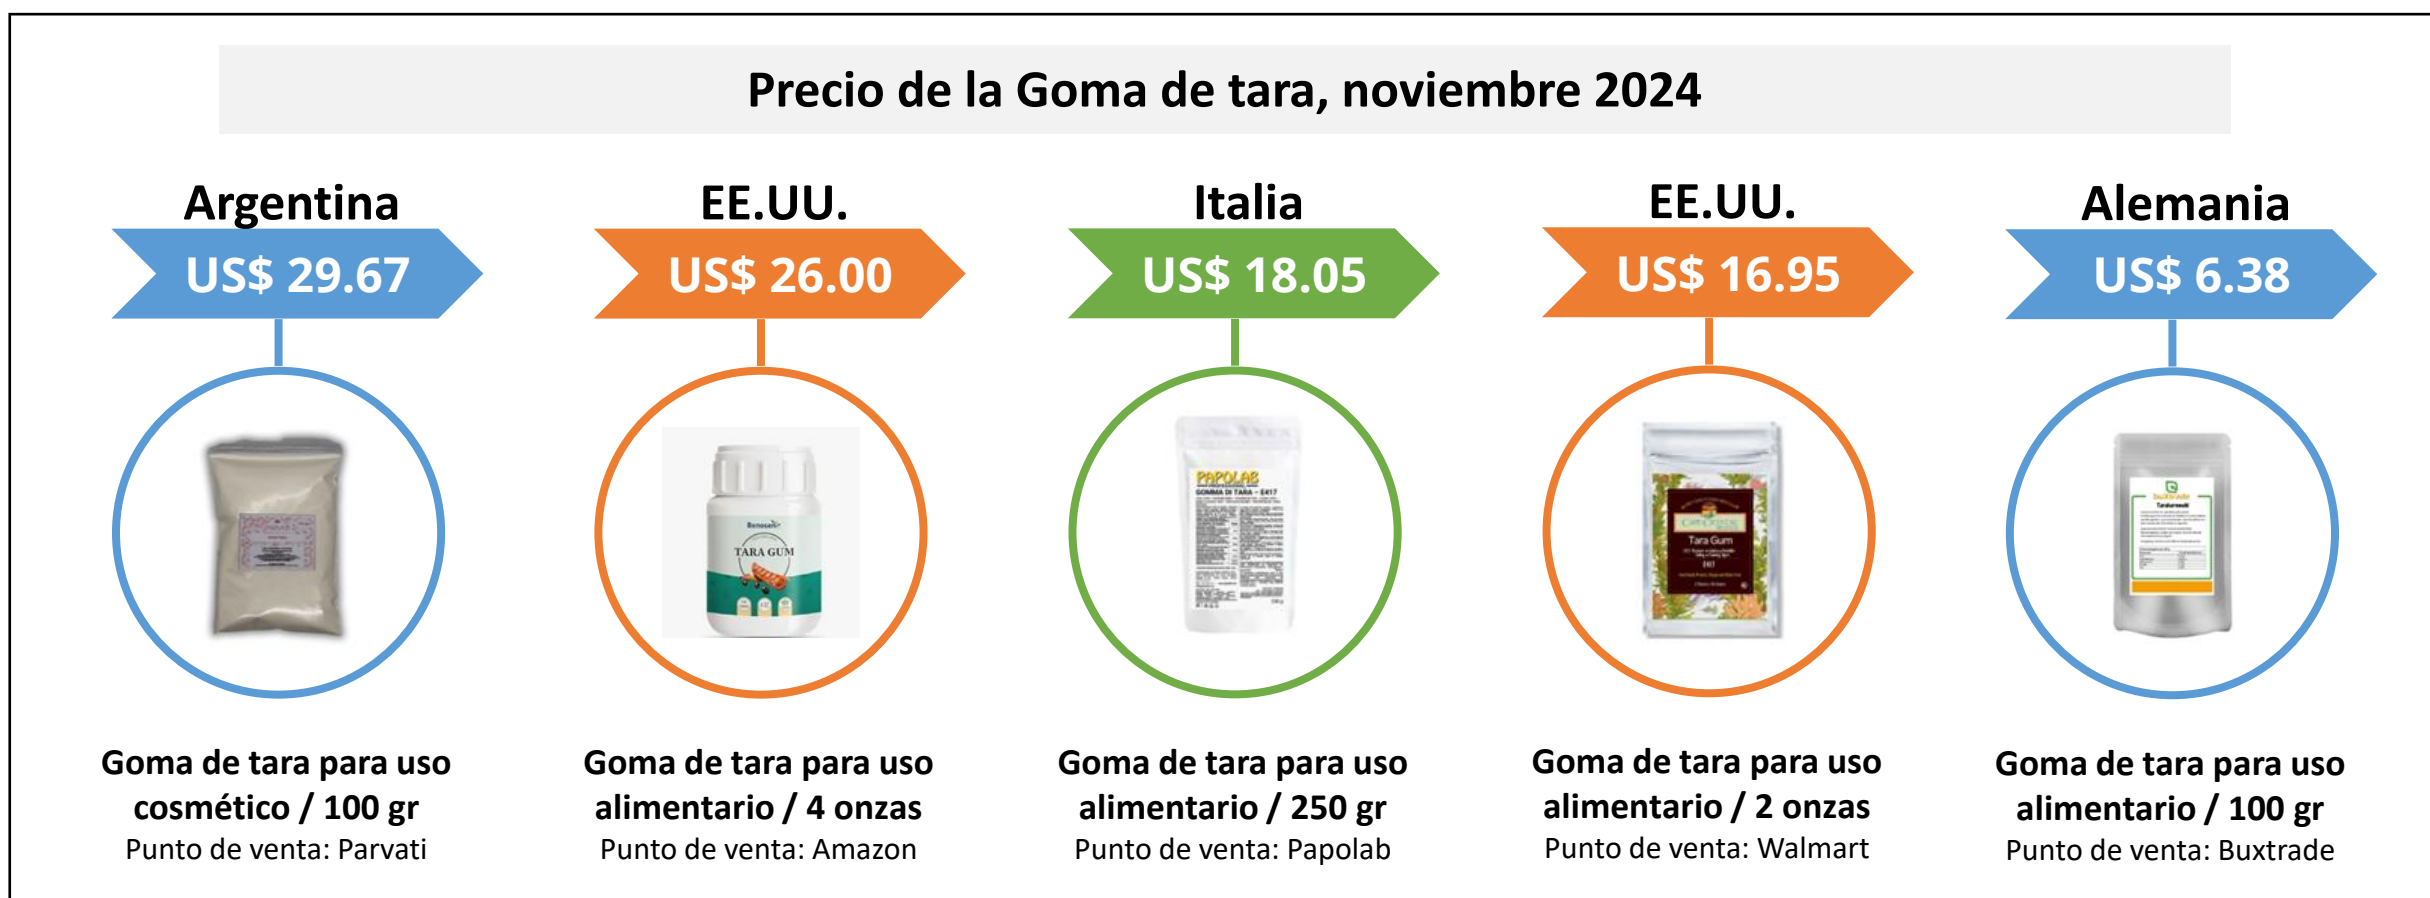 Precio de la Goma de tara, noviembre 2024
Argentina
US$ 29.67
Goma de tara para uso
cosmético / 100 gr
Punto de venta: Parvati
EE.UU.
US$ 26.00
TARA GUM
Goma de tara para uso
alimentario / 4 onzas
Punto de venta: Amazon
Italia
US$ 18.05
PAPOLAB
GOMMA DI TARA - E417
Goma de tara para uso
alimentario / 250 gr
Punto de venta: Papolab
EE.UU.
US$ 16.95
Tara Gum
Goma de tara para uso
alimentario / 2 onzas
Punto de venta: Walmart
Alemania
US$ 6.38
buxtrade
Goma de tara para uso
alimentario / 100 gr
Punto de venta: Buxtrade